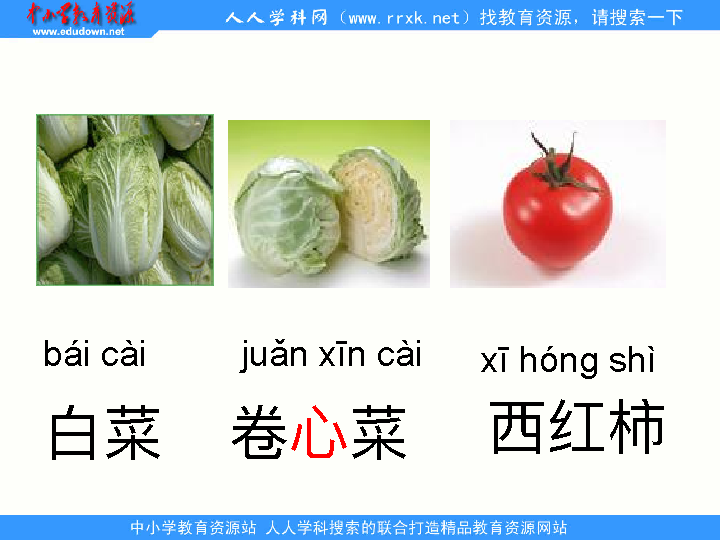 中小学教育资源
www.edudown.net
人人学科网（www.rrxk.net）找教育资源，请搜索一下
bái cài juǎn xīn cài xī hóng shì
白菜 卷心菜 西红柿
中小学教育资源站 人人学科搜索的联合打造精品教育资源网站